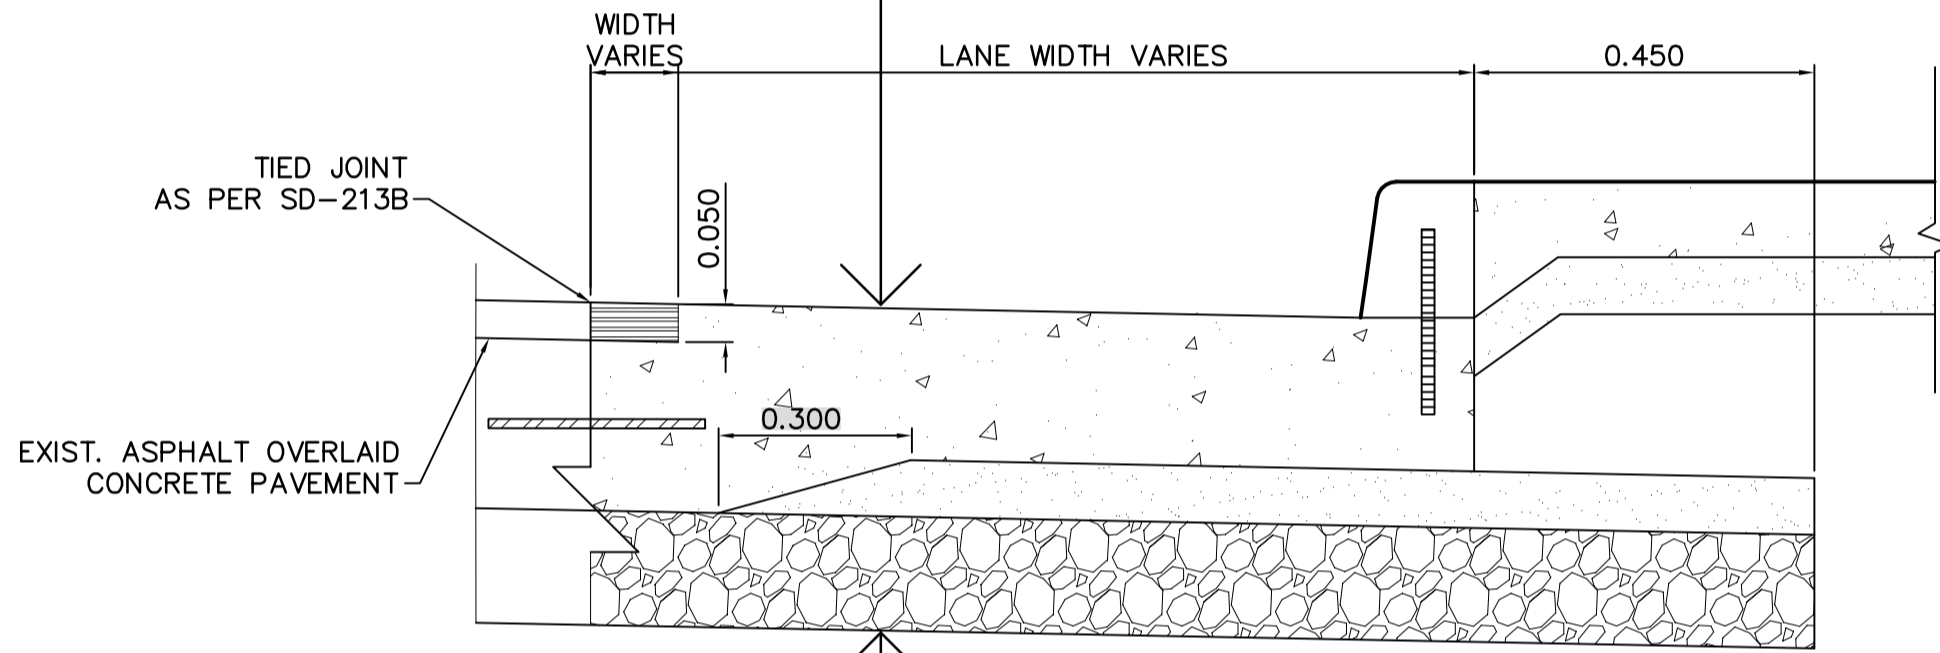 WIDTH
VARIES
LANE WIDTH VARIES
0.450
TIED JOINT
AS PER SD-213B
0.050
0.300
EXIST. ASPHALT OVERLAID
CONCRETE PAVEMENT